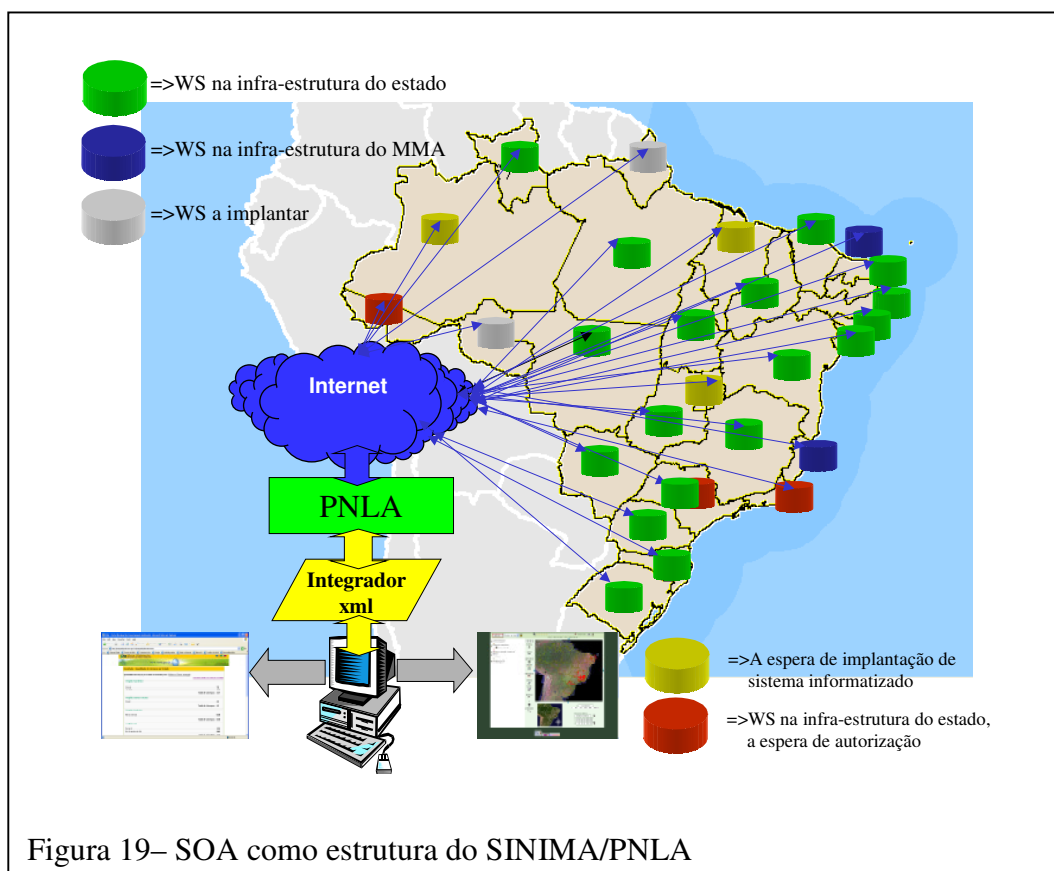 =>WS na infra-estrutura do estado
=>WS na infra-estrutura do MMA
=>WS a implantar
Internet
PNLA
Integrador
xml
=>A espera de implantação de
sistema informatizado
=>WS na infra-estrutura do estado,
a espera de autorização
Figura 19– SOA como estrutura do SINIMA/PNLA